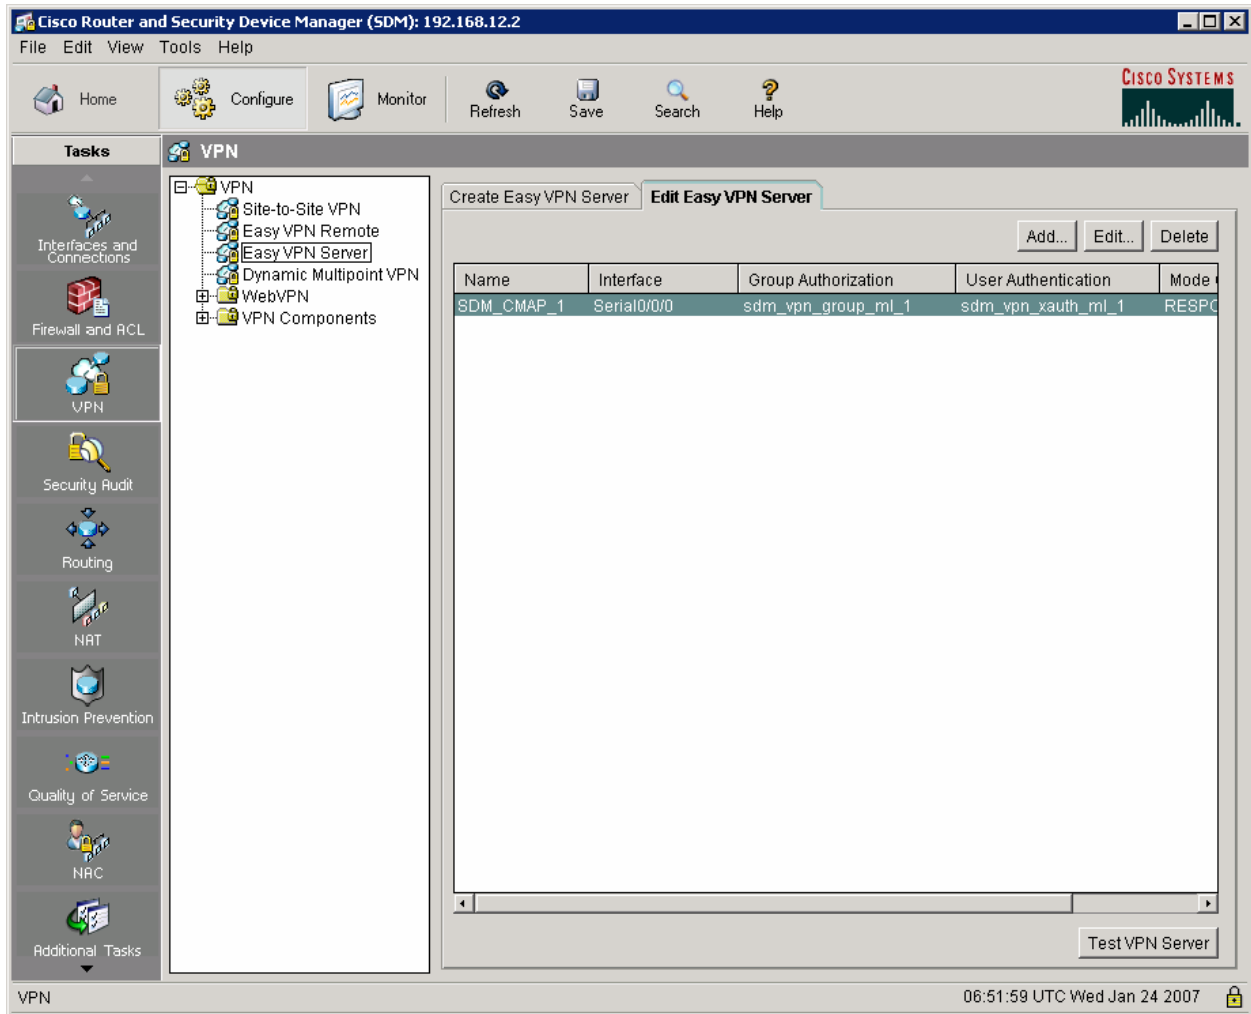 Cisco Router and Security Device Manager (SDM): 192.168.12.2
File Edit View Tools Help
Home Configure Monitor Refresh Save Search Help
CISCO SYSTEMS
Tasks
VPN
Interfaces and
Connections
Firewall and ACL
VPN
Security Audit
Routing
NAT
Intrusion Prevention
Quality of Service
NAC
Additional Tasks
VPN
Site-to-Site VPN
Easy VPN Remote
Easy VPN Server
Dynamic Multipoint VPN
WebVPN
VPN Components
Create Easy VPN Server Edit Easy VPN Server
Add... Edit... Delete
Name Interface Group Authorization User Authentication Mode
SDM_CMAP_1 Serial0/0/0 sdm_vpn_group_ml_1 sdm_vpn_xauth_ml_1 RESPO
Test VPN Server
VPN 06:51:59 UTC Wed Jan 24 2007